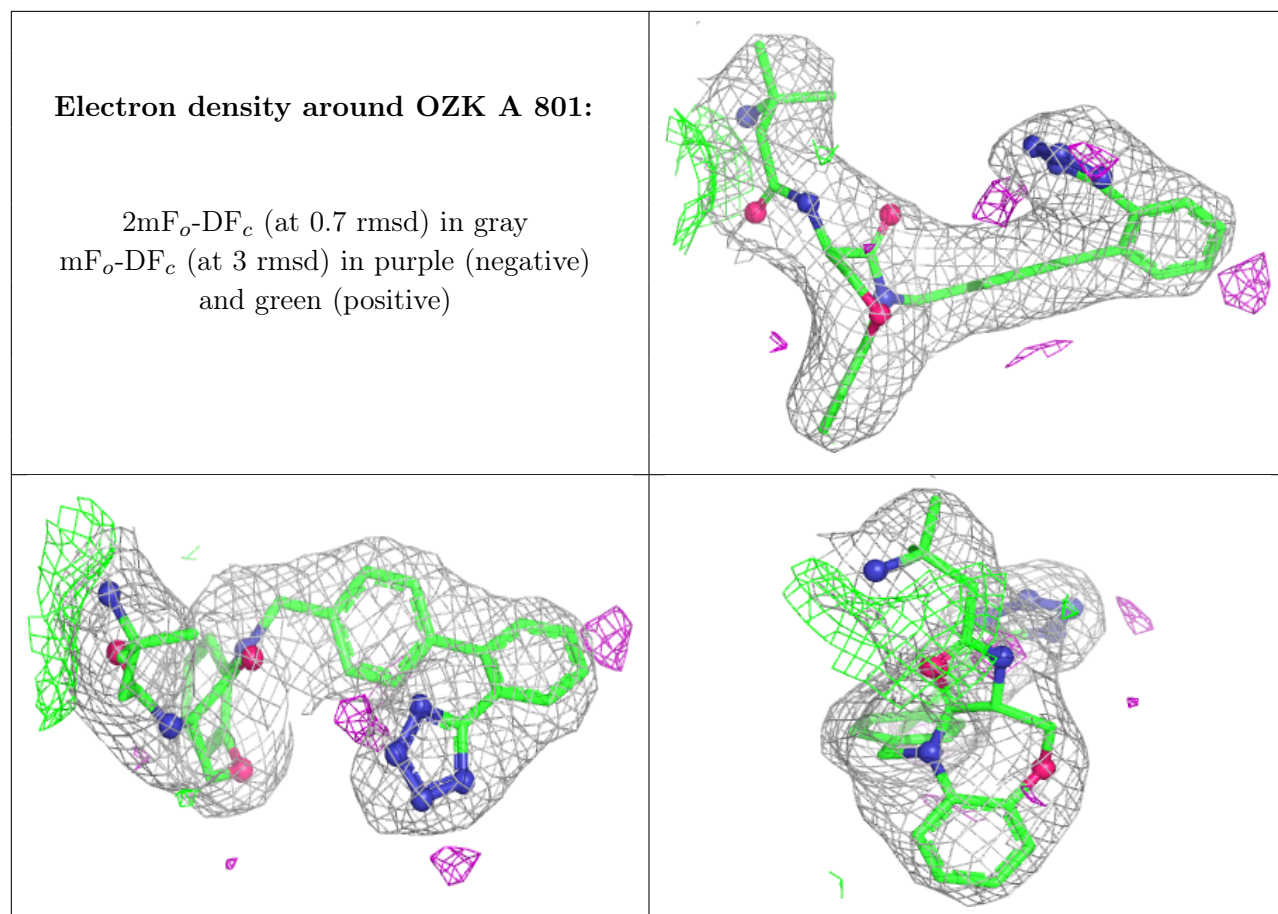 Electron density around OZK A 801:
2mFo-DFc (at 0.7 rmsd) in gray
mFo-DFc (at 3 rmsd) in purple (negative)
and green (positive)